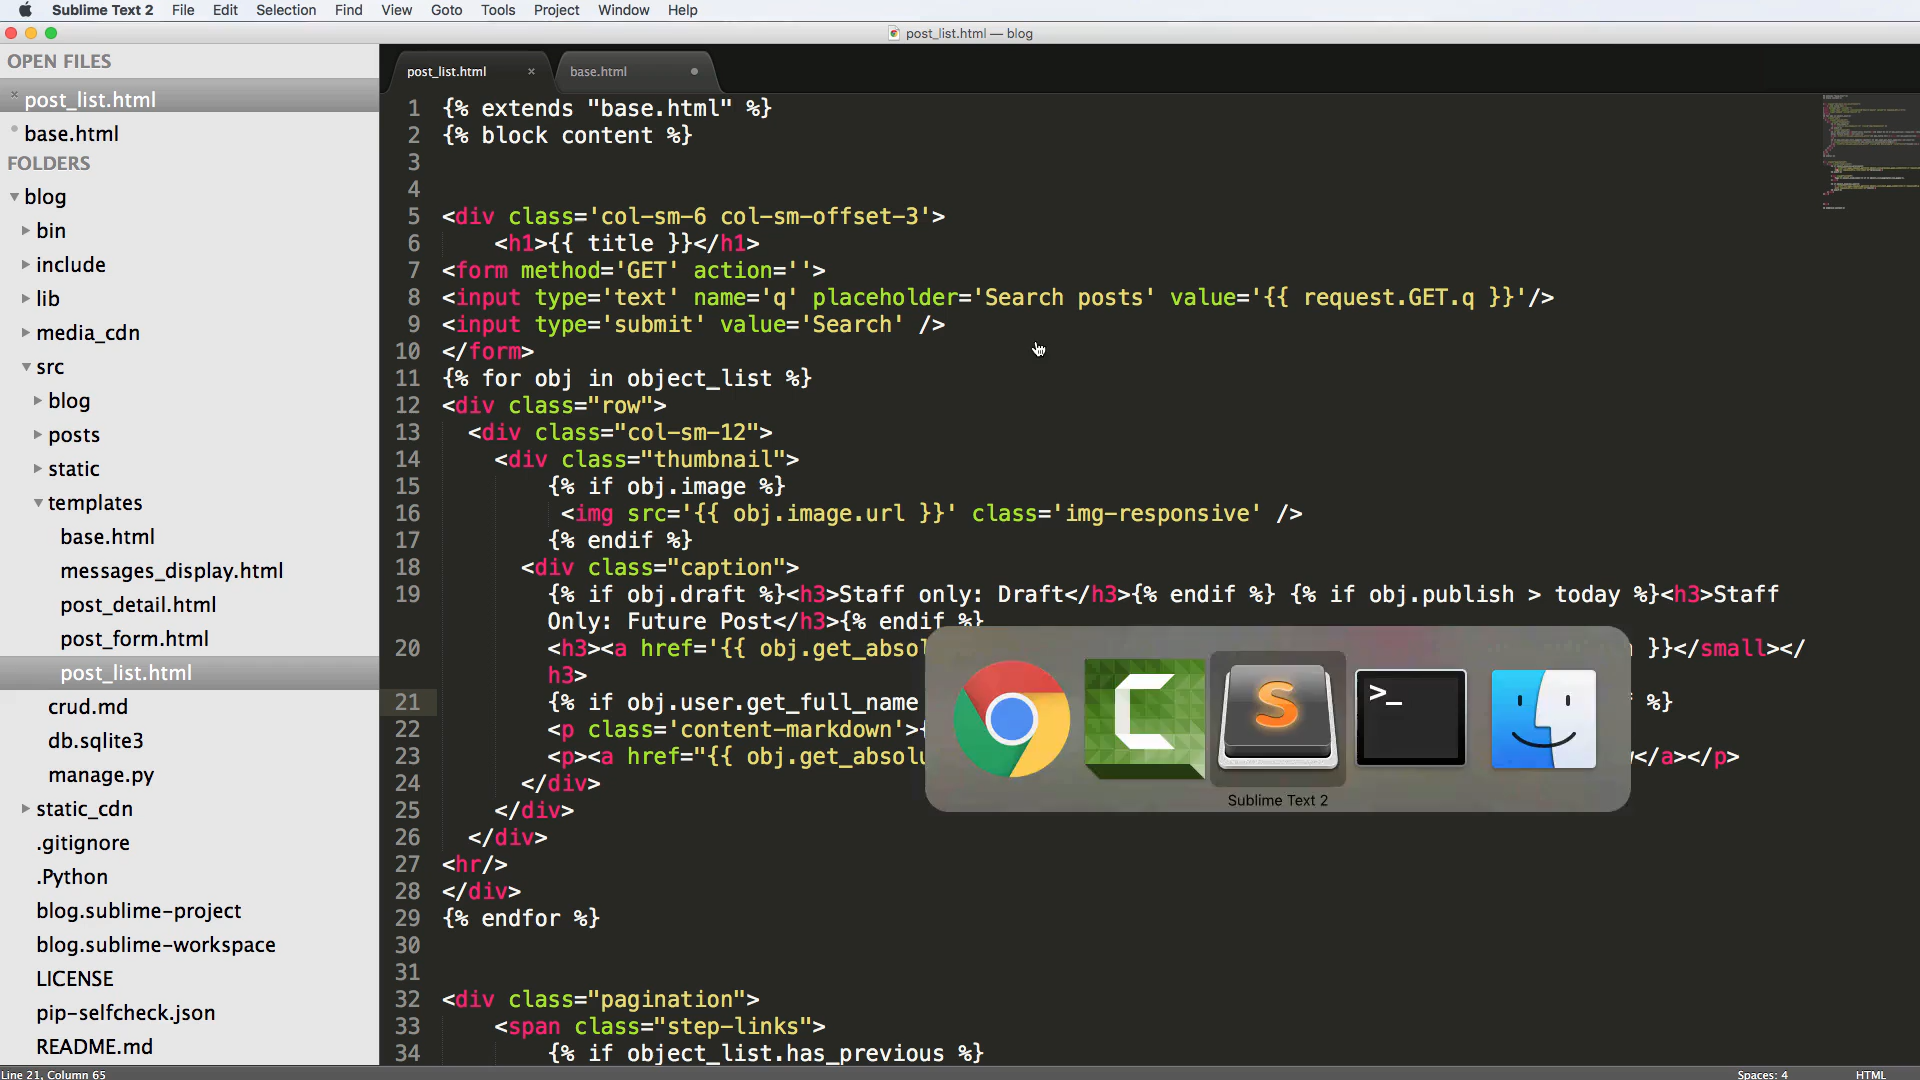 Sublime Text 2 File Edit Selection Find View Goto Tools Project Window Help
post_list.html — blog
OPEN FILES
post_list.html
base.html
FOLDERS
blog
bin
include
lib
media_cdn
src
blog
posts
static
templates
base.html
messages_display.html
post_detail.html
post_form.html
post_list.html
crud.md
db.sqlite3
manage.py
static_cdn
.gitignore
.Python
blog.sublime-project
blog.sublime-workspace
LICENSE
pip-selfcheck.json
README.md
post_list.html × base.html
1 {% extends "base.html" %}
2 {% block content %}
3
4
5 <div class='col-sm-6 col-sm-offset-3'>
6 <h1>{{ title }}</h1>
7 <form method='GET' action=''>
8 <input type='text' name='q' placeholder='Search posts' value='{{ request.GET.q }}'/>
9 <input type='submit' value='Search' />
10 </form>
11 {% for obj in object_list %}
12 <div class="row">
13 <div class="col-sm-12">
14 <div class="thumbnail">
15 {% if obj.image %}
16 <img src='{{ obj.image.url }}' class='img-responsive' />
17 {% endif %}
18 <div class="caption">
19 {% if obj.draft %}<h3>Staff only: Draft</h3>{% endif %} {% if obj.publish > today %}<h3>Staff
Only: Future Post</h3>{% endif %}
20 <h3><a href='{{ obj.get_absol }}</small></
h3>
21 {% if obj.user.get_full_name %}
22 <p class='content-markdown'>
23 <p><a href="{{ obj.get_absolu </a></p>
24 </div>
25 </div>
26 </div>
27 <hr/>
28 </div>
29 {% endfor %}
30
31
32 <div class="pagination">
33 <span class="step-links">
34 {% if object_list.has_previous %}
>_
Sublime Text 2
Line 21, Column 65 Spaces: 4 HTML